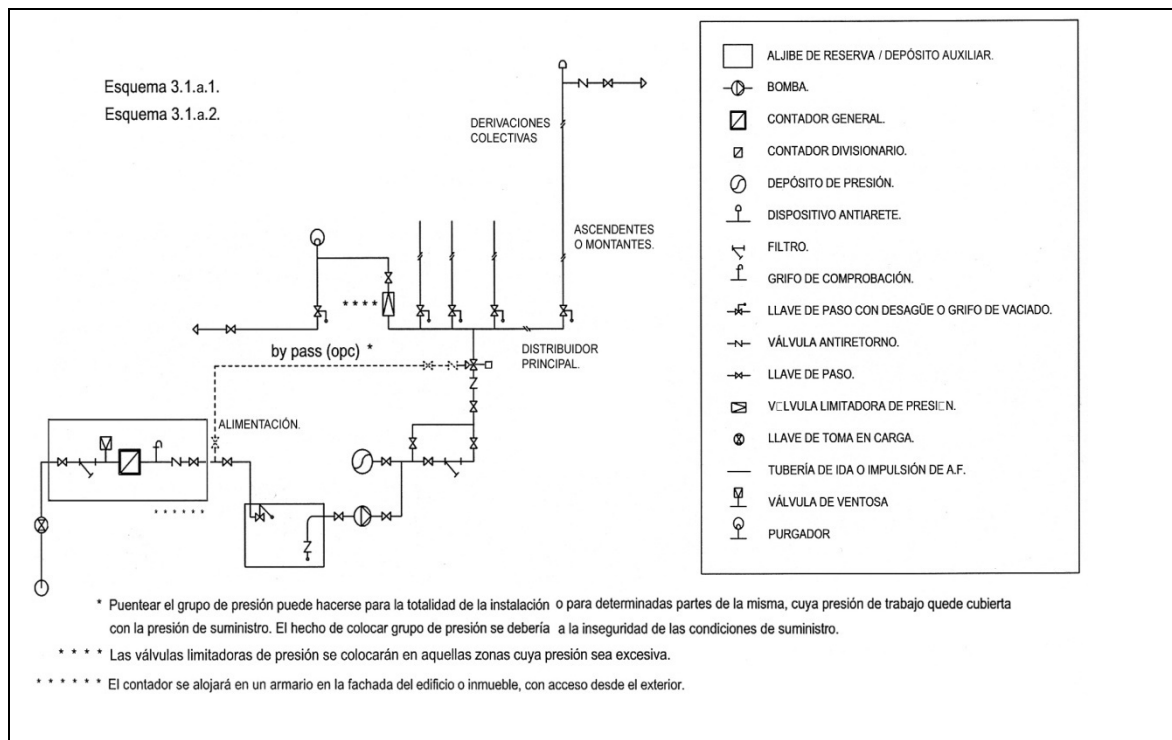 Esquema 3.1.a.1.
Esquema 3.1.a.2.
DERIVACIONES
COLECTIVAS
ASCENDENTES
O MONTANTES.
* * * *
by pass (opc) *
DISTRIBUIDOR
PRINCIPAL.
ALIMENTACIÓN.
* * * * * *
ALJIBE DE RESERVA / DEPÓSITO AUXILIAR.
BOMBA.
CONTADOR GENERAL.
CONTADOR DIVISIONARIO.
DEPÓSITO DE PRESIÓN.
DISPOSITIVO ANTIARETE.
FILTRO.
GRIFO DE COMPROBACIÓN.
LLAVE DE PASO CON DESAGÜE O GRIFO DE VACIADO.
VÁLVULA ANTIRETORNO.
LLAVE DE PASO.
V□LVULA LIMITADORA DE PRESI□N.
LLAVE DE TOMA EN CARGA.
TUBERÍA DE IDA O IMPULSIÓN DE A.F.
VÁLVULA DE VENTOSA
PURGADOR
* Puentear el grupo de presión puede hacerse para la totalidad de la instalación o para determinadas partes de la misma, cuya presión de trabajo quede cubierta
con la presión de suministro. El hecho de colocar grupo de presión se debería a la inseguridad de las condiciones de suministro.
* * * * Las válvulas limitadoras de presión se colocarán en aquellas zonas cuya presión sea excesiva.
* * * * * * El contador se alojará en un armario en la fachada del edificio o inmueble, con acceso desde el exterior.